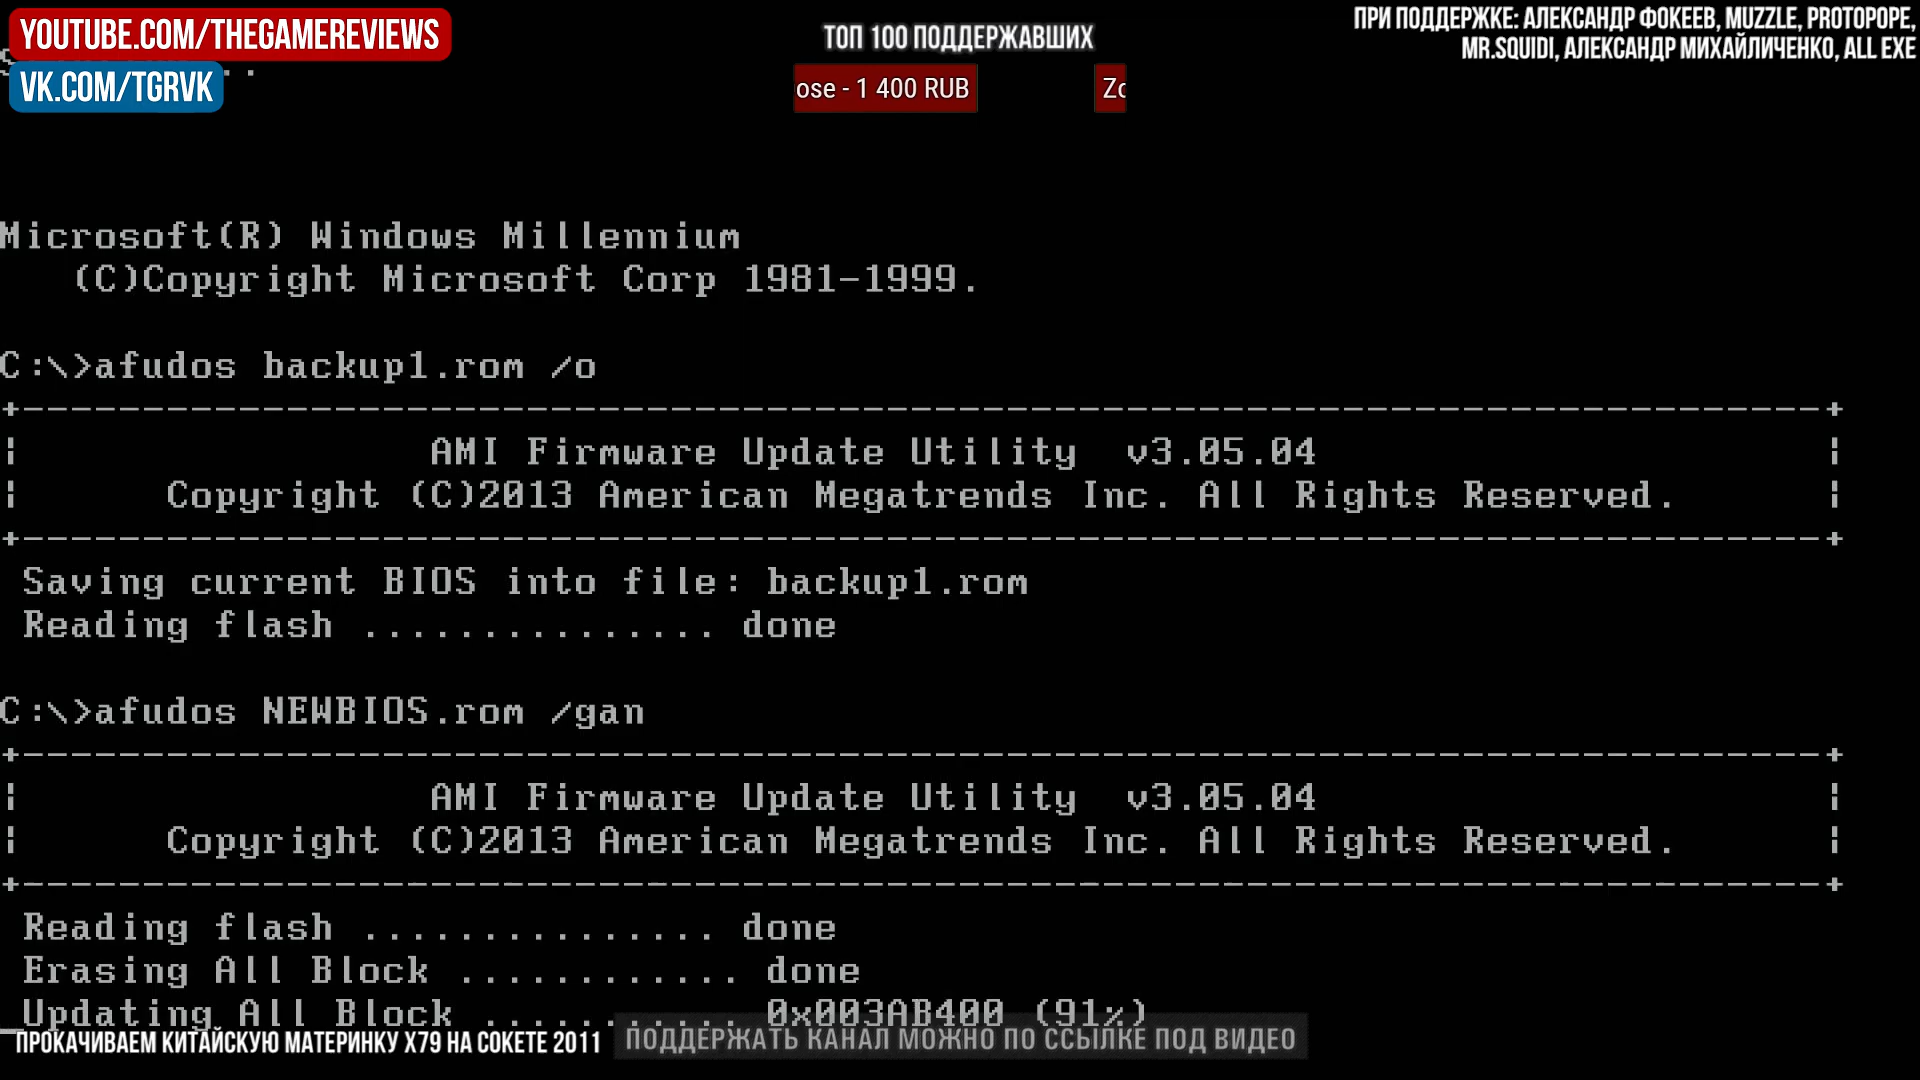 YOUTUBE.COM/THEGAMEREVIEWS
VK.COM/TGRVK
ТОП 100 ПОДДЕРЖАВШИХ
ose - 1 400 RUB
ПРИ ПОДДЕРЖКЕ: АЛЕКСАНДР ФОКЕЕВ, MUZZLE, PROTOPOPE,
MR.SQUIDI, АЛЕКСАНДР МИХАЙЛИЧЕНКО, ALL EXE
Microsoft(R) Windows Millennium
(C)Copyright Microsoft Corp 1981-1999.
C:\>afudos backup1.rom /o
+---------------------------------------------------------------------------+
| AMI Firmware Update Utility v3.05.04 |
| Copyright (C)2013 American Megatrends Inc. All Rights Reserved. |
+---------------------------------------------------------------------------+
Saving current BIOS into file: backup1.rom
Reading flash ............... done
C:\>afudos NEWBIOS.rom /gan
+---------------------------------------------------------------------------+
| AMI Firmware Update Utility v3.05.04 |
| Copyright (C)2013 American Megatrends Inc. All Rights Reserved. |
+---------------------------------------------------------------------------+
Reading flash ............... done
Erasing All Block ............ done
Updating All Block ........... 0x003AB400 (91%)
ПРОКАЧИВАЕМ КИТАЙСКУЮ МАТЕРИНКУ X79 НА СОКЕТЕ 2011
ПОДДЕРЖАТЬ КАНАЛ МОЖНО ПО ССЫЛКЕ ПОД ВИДЕО